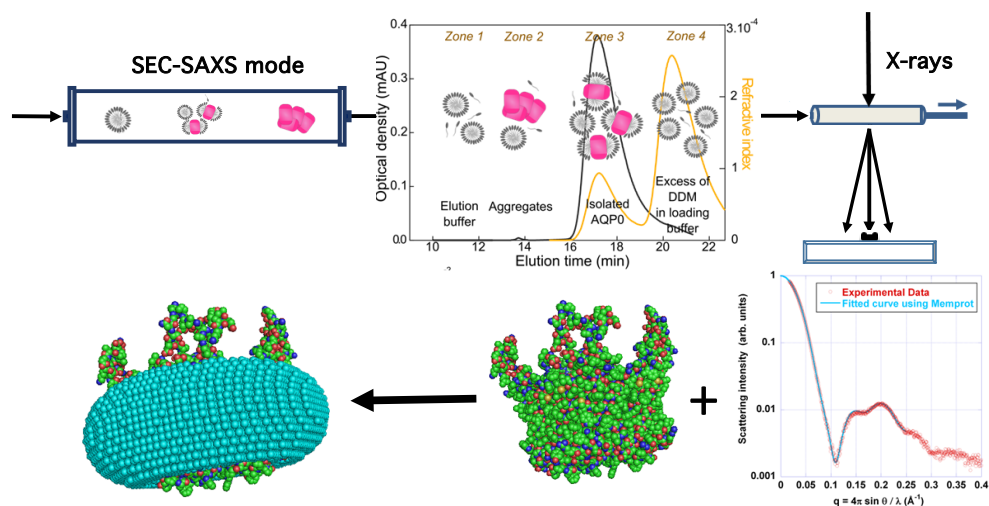 SEC-SAXS mode
X-rays
Zone 1
Zone 2
Zone 3
Zone 4
Optical density (mAU)
0.4
0.3
0.2
0.1
0.0
3.10⁻⁴
2
1
0
Refractive index
Elution
buffer
Aggregates
Isolated
AQP0
Excess of
DDM
in loading
buffer
10
12
14
16
18
20
22
Elution time (min)
Experimental Data
Fitted curve using Memprot
Scattering intensity (arb. units)
1
0.1
0.01
0.001
0
0.05
0.1
0.15
0.2
0.25
0.3
0.35
0.4
q = 4π sin θ / λ (Å⁻¹)